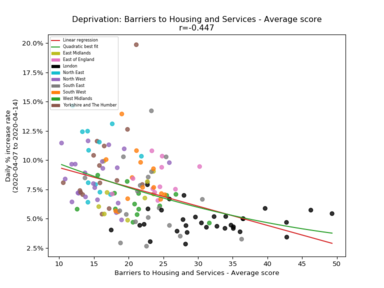 Deprivation: Barriers to Housing and Services - Average score
r=-0.447
Daily % increase rate
(2020-04-07 to 2020-04-14)
20.0%
17.5%
15.0%
12.5%
10.0%
7.5%
5.0%
2.5%
Linear regression
Quadratic best fit
East Midlands
East of England
London
North East
North West
South East
South West
West Midlands
Yorkshire and The Humber
10 15 20 25 30 35 40 45 50
Barriers to Housing and Services - Average score